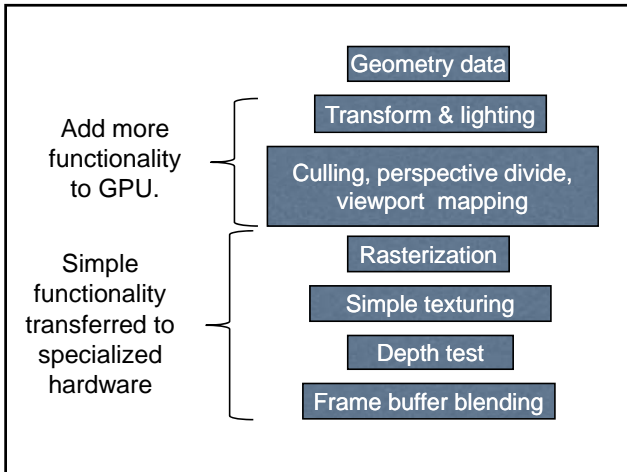 Geometry data
Add more
functionality
to GPU.
Transform & lighting
Culling, perspective divide,
viewport mapping
Simple
functionality
transferred to
specialized
hardware
Rasterization
Simple texturing
Depth test
Frame buffer blending